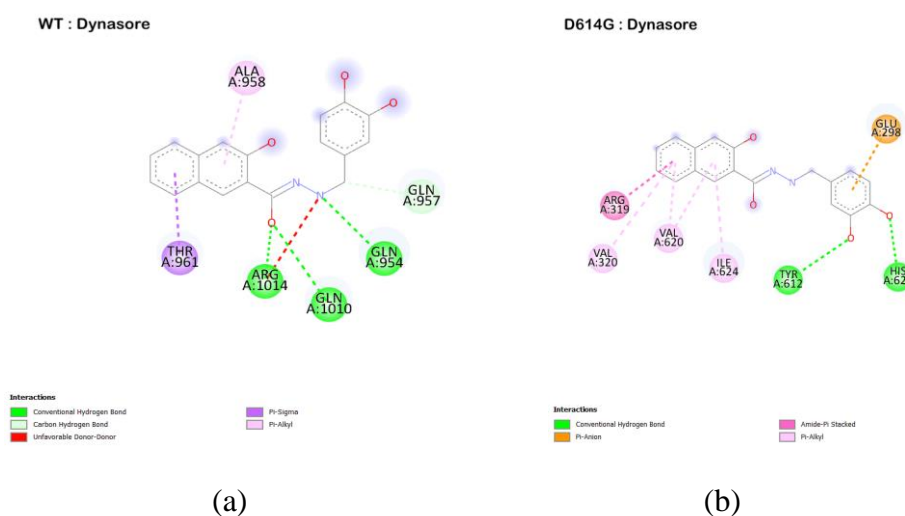 WT : Dynasore
D614G : Dynasore
ALA
A:958
O
O
O
N
N
O
GLN
A:957
THR
A:961
ARG
A:1014
GLN
A:954
GLN
A:1010
Interactions
Conventional Hydrogen Bond
Carbon Hydrogen Bond
Unfavorable Donor-Donor
Pi-Sigma
Pi-Alkyl
GLU
A:298
O
N
N
O
O
O
ARG
A:319
VAL
A:320
VAL
A:620
ILE
A:624
TYR
A:612
HIS
A:62
Interactions
Conventional Hydrogen Bond
Pi-Anion
Amide-Pi Stacked
Pi-Alkyl
(a)
(b)